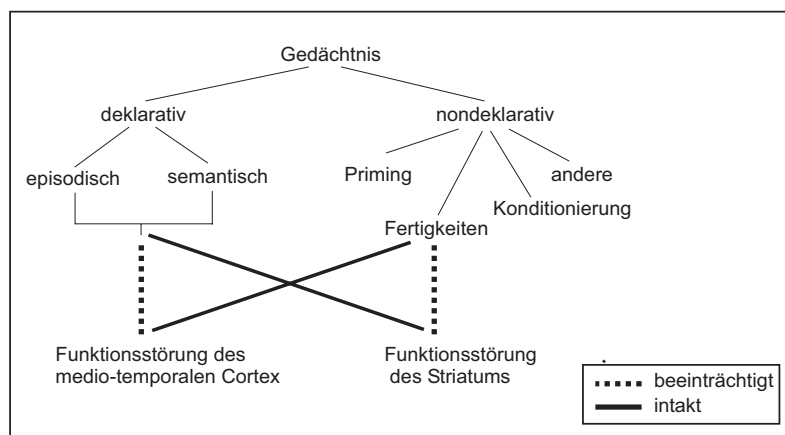 Gedächtnis
deklarativ
nondeklarativ
episodisch
semantisch
Priming
andere
Konditionierung
Fertigkeiten
Funktionsstörung des
medio-temporalen Cortex
Funktionsstörung
des Striatums
beeinträchtigt
intakt